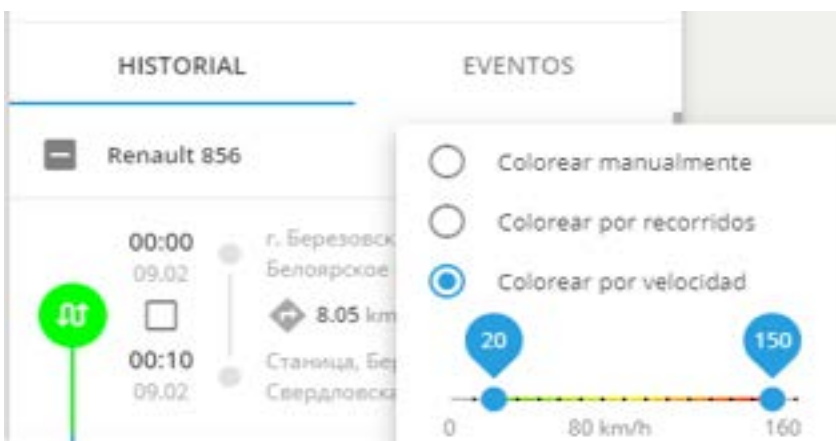 HISTORIAL EVENTOS
Renault 856
00:00 г. Березовск
09.02 Белоярское
8.05 km
00:10 Станица, Бер
09.02 Свердловска
Colorear manualmente
Colorear por recorridos
Colorear por velocidad
20 150
0 80 km/h 160